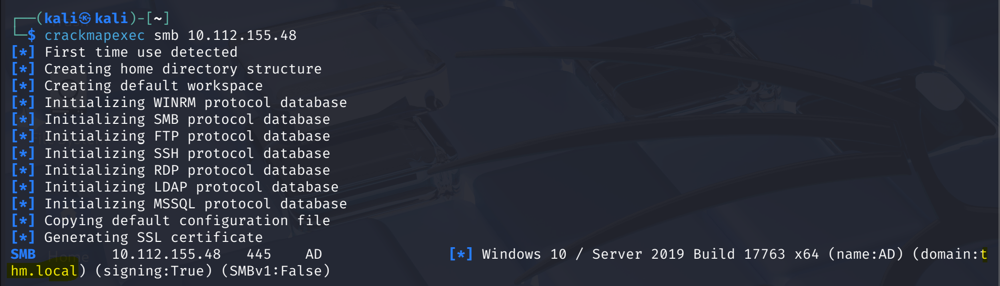 ┌──(kali㉿kali)-[~]
└─$ crackmapexec smb 10.112.155.48
[*] First time use detected
[*] Creating home directory structure
[*] Creating default workspace
[*] Initializing WINRM protocol database
[*] Initializing SMB protocol database
[*] Initializing FTP protocol database
[*] Initializing SSH protocol database
[*] Initializing RDP protocol database
[*] Initializing LDAP protocol database
[*] Initializing MSSQL protocol database
[*] Copying default configuration file
[*] Generating SSL certificate
SMB         10.112.155.48   445    AD               [*] Windows 10 / Server 2019 Build 17763 x64 (name:AD) (domain:t
hm.local) (signing:True) (SMBv1:False)
Home